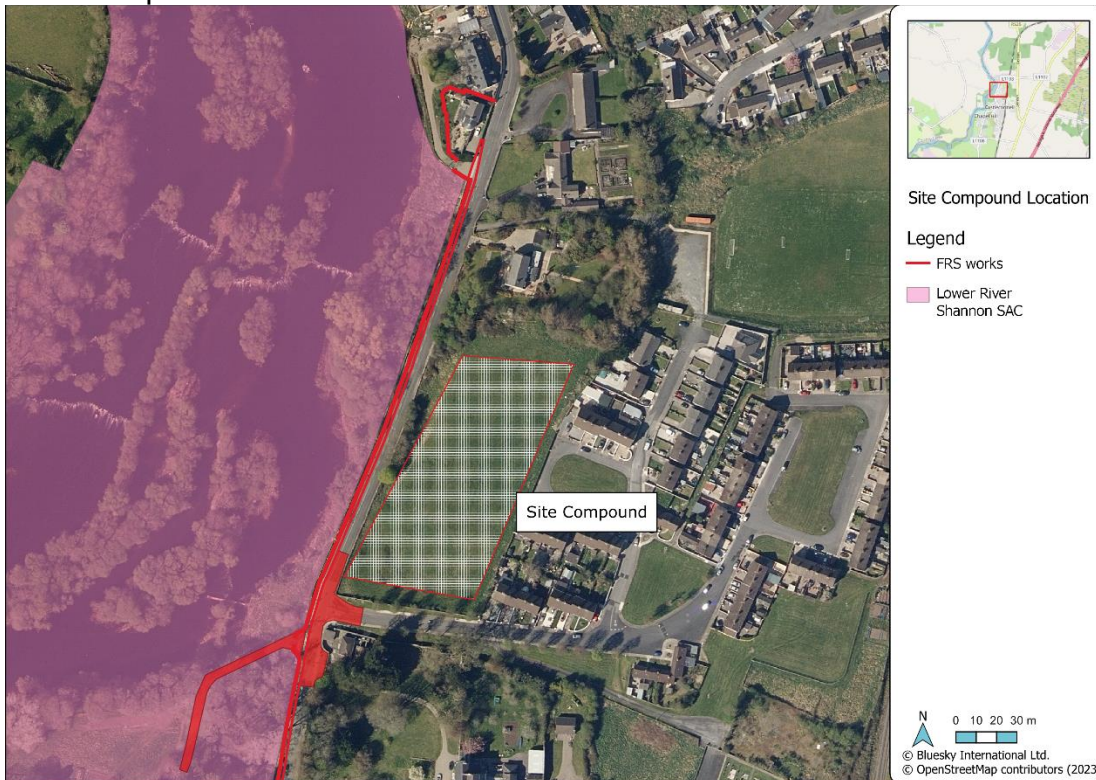 Site Compound
Site Compound Location
Legend
FRS works
Lower River
Shannon SAC
N
0 10 20 30 m
© Bluesky International Ltd.
© OpenStreetMap contributors (2023